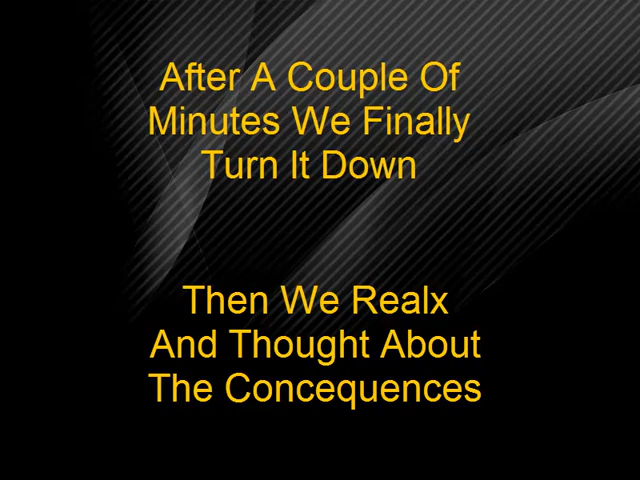 After A Couple Of
Minutes We Finally
Turn It Down
Then We Realx
And Thought About
The Concequences